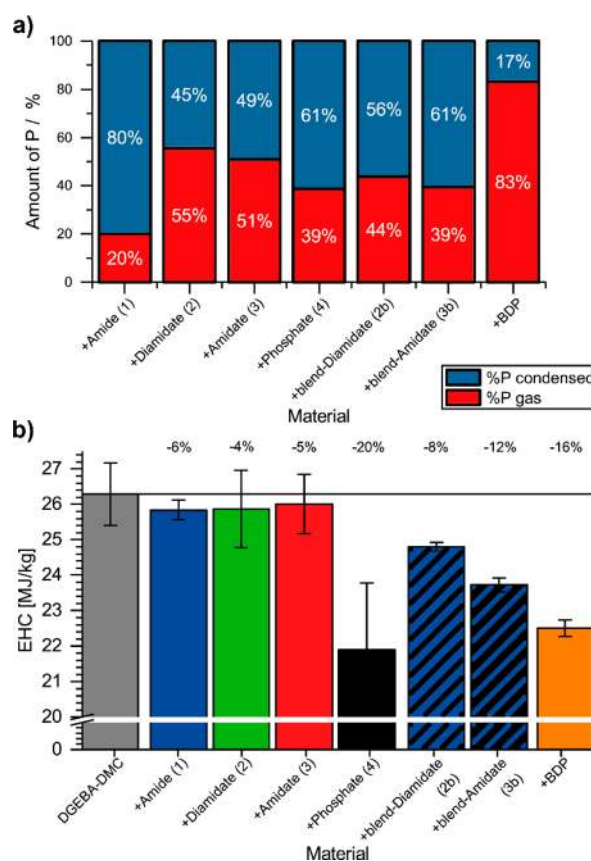 a)
Amount of P / %
100
80
60
40
20
0
80%
45%
49%
61%
56%
61%
17%
20%
55%
51%
39%
44%
39%
83%
+Amide (1)
+Diamidate (2)
+Amidate (3)
+Phosphate (4)
+blend-Diamidate (2b)
+blend-Amidate (3b)
+BDP
Material
%P condensed
%P gas
b)
-6%
-4%
-5%
-20%
-8%
-12%
-16%
EHC [MJ/kg]
27
26
25
24
23
22
21
20
0
DGEBA-DMC
+Amide (1)
+Diamidate (2)
+Amidate (3)
+Phosphate (4)
+blend-Diamidate
(2b)
+blend-Amidate
(3b)
+BDP
Material